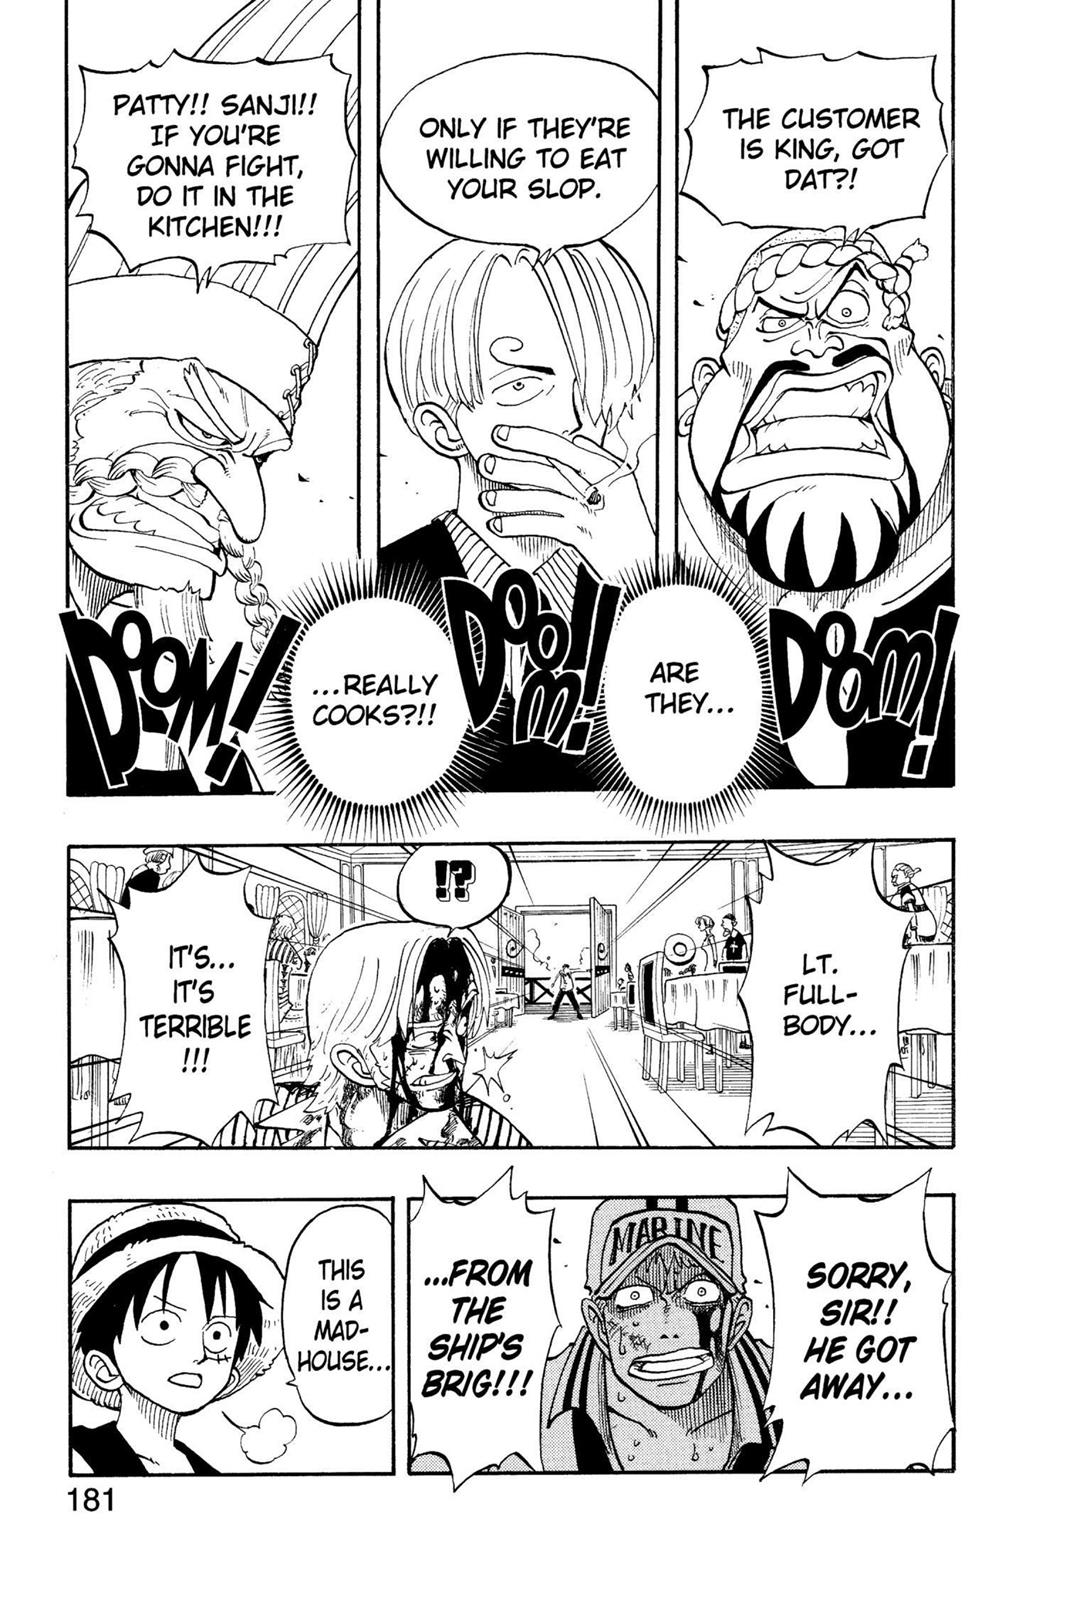 THE CUSTOMER
IS KING, GOT
DAT?!
ONLY IF THEY'RE
WILLING TO EAT
YOUR SLOP.
PATTY!! SANJI!!
IF YOU'RE
GONNA FIGHT,
DO IT IN THE
KITCHEN!!!
DOOM!
ARE
THEY...
DOOM!!
...REALLY
COOKS?!!
DOOM!
LT.
FULL-
BODY...
!?
IT'S...
IT'S
TERRIBLE
!!!
SORRY,
SIR!!
HE GOT
AWAY...
MARINE
...FROM
THE
SHIP'S
BRIG!!!
THIS
IS A
MAD-
HOUSE...
181